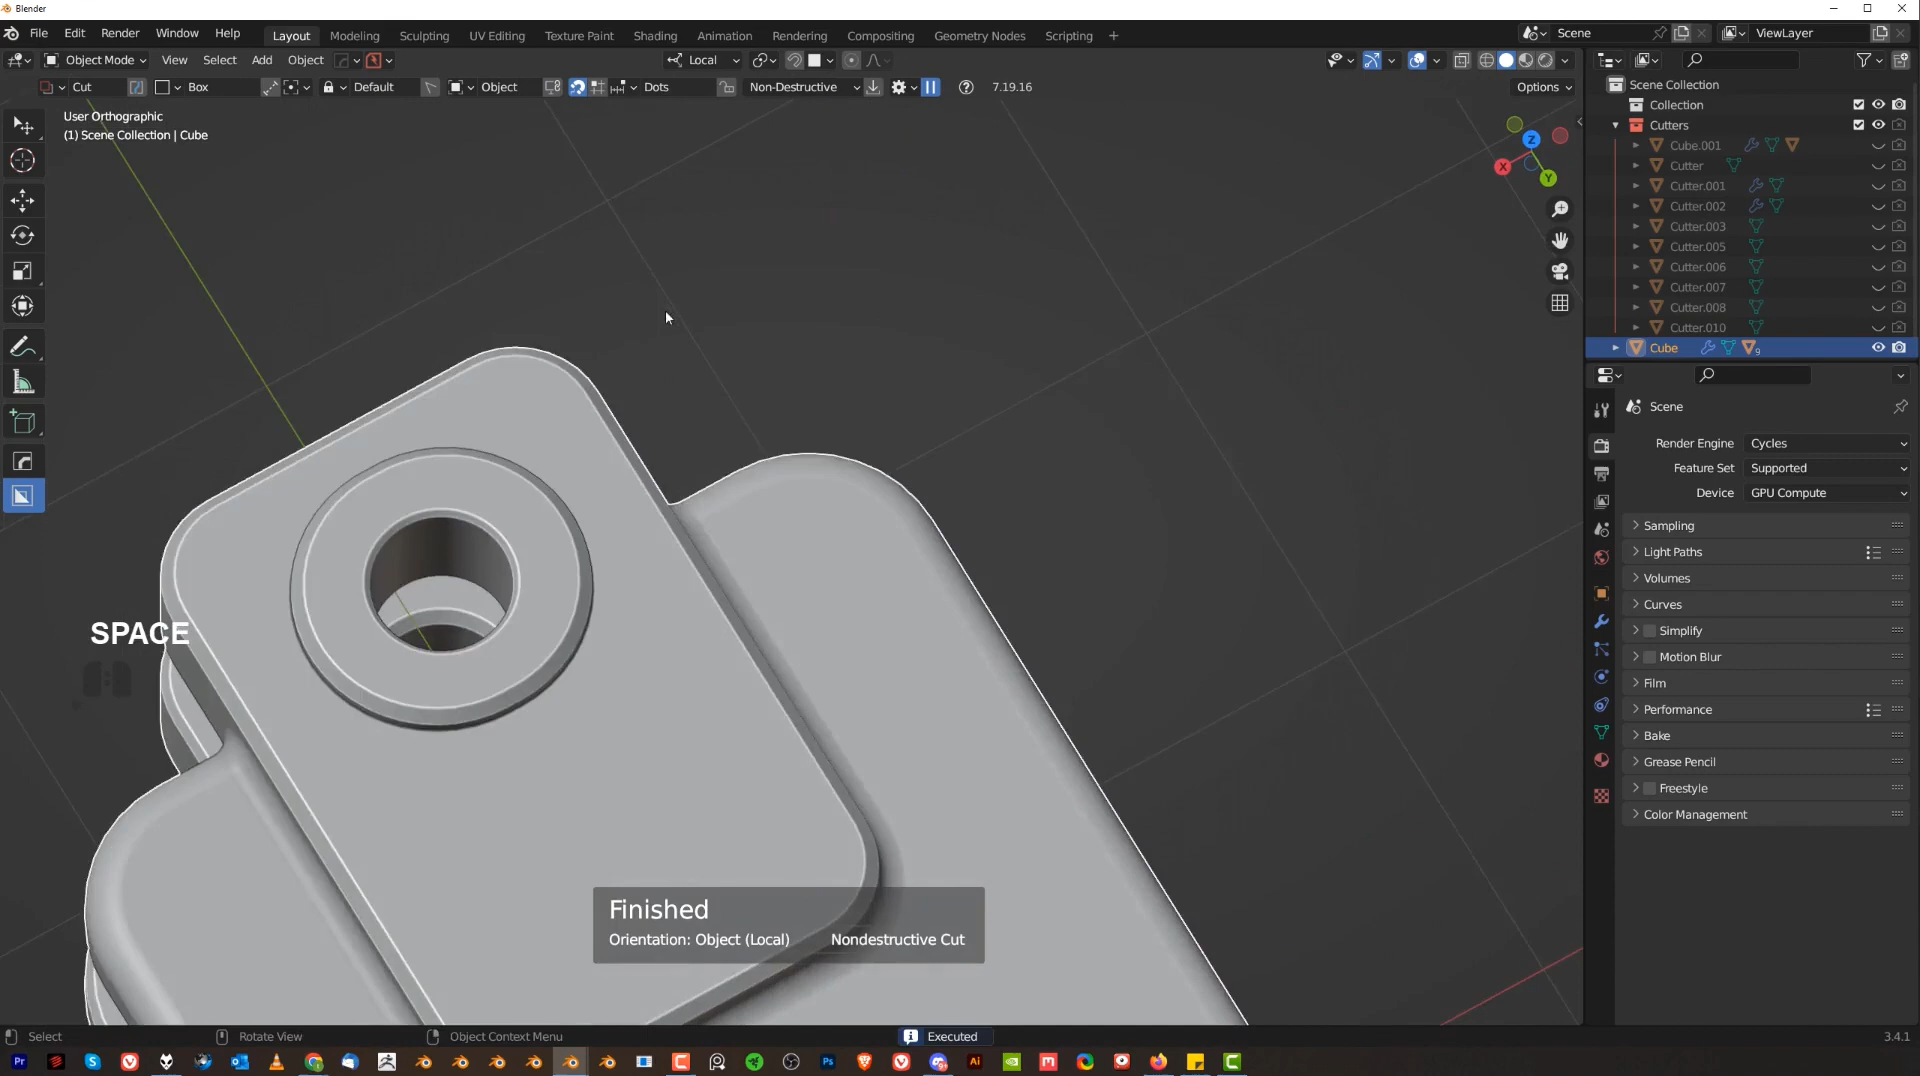 Blender
File Edit Render Window Help
Layout Modeling Sculpting UV Editing Texture Paint Shading Animation Rendering Compositing Geometry Nodes Scripting +
Scene
ViewLayer
Object Mode View Select Add Object
Local
Cut Box Default Object Dots Non-Destructive 7.19.16
Options
User Orthographic
(1) Scene Collection | Cube
Z
X
Y
SPACE
Finished
Orientation: Object (Local) Nondestructive Cut
Scene Collection
Collection
Cutters
Cube.001
Cutter
Cutter.001
Cutter.002
Cutter.003
Cutter.005
Cutter.006
Cutter.007
Cutter.008
Cutter.010
Cube 9
Scene
Render Engine Cycles
Feature Set Supported
Device GPU Compute
Sampling
Light Paths
Volumes
Curves
Simplify
Motion Blur
Film
Performance
Bake
Grease Pencil
Freestyle
Color Management
Select Rotate View Object Context Menu Executed 3.4.1
Pr Ps Ai